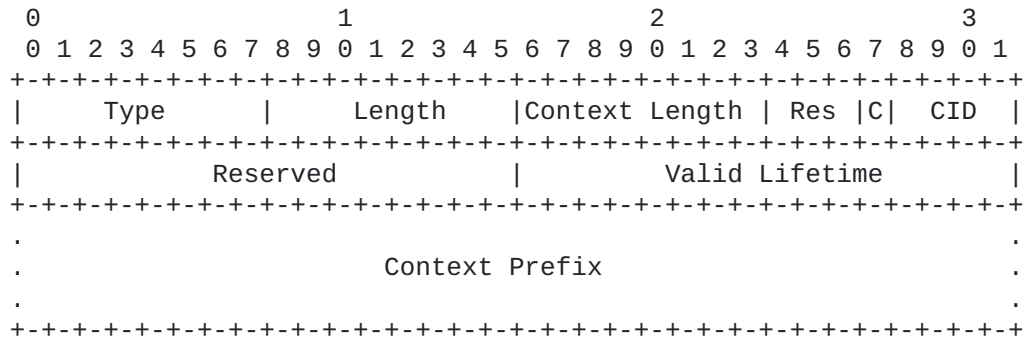 0                   1                   2                   3
 0 1 2 3 4 5 6 7 8 9 0 1 2 3 4 5 6 7 8 9 0 1 2 3 4 5 6 7 8 9 0 1
+-+-+-+-+-+-+-+-+-+-+-+-+-+-+-+-+-+-+-+-+-+-+-+-+-+-+-+-+-+-+-+-+
|     Type      |     Length    |Context Length | Res |C|  CID  |
+-+-+-+-+-+-+-+-+-+-+-+-+-+-+-+-+-+-+-+-+-+-+-+-+-+-+-+-+-+-+-+-+
|            Reserved           |         Valid Lifetime        |
+-+-+-+-+-+-+-+-+-+-+-+-+-+-+-+-+-+-+-+-+-+-+-+-+-+-+-+-+-+-+-+-+
.                                                               .
.                       Context Prefix                          .
.                                                               .
+-+-+-+-+-+-+-+-+-+-+-+-+-+-+-+-+-+-+-+-+-+-+-+-+-+-+-+-+-+-+-+-+